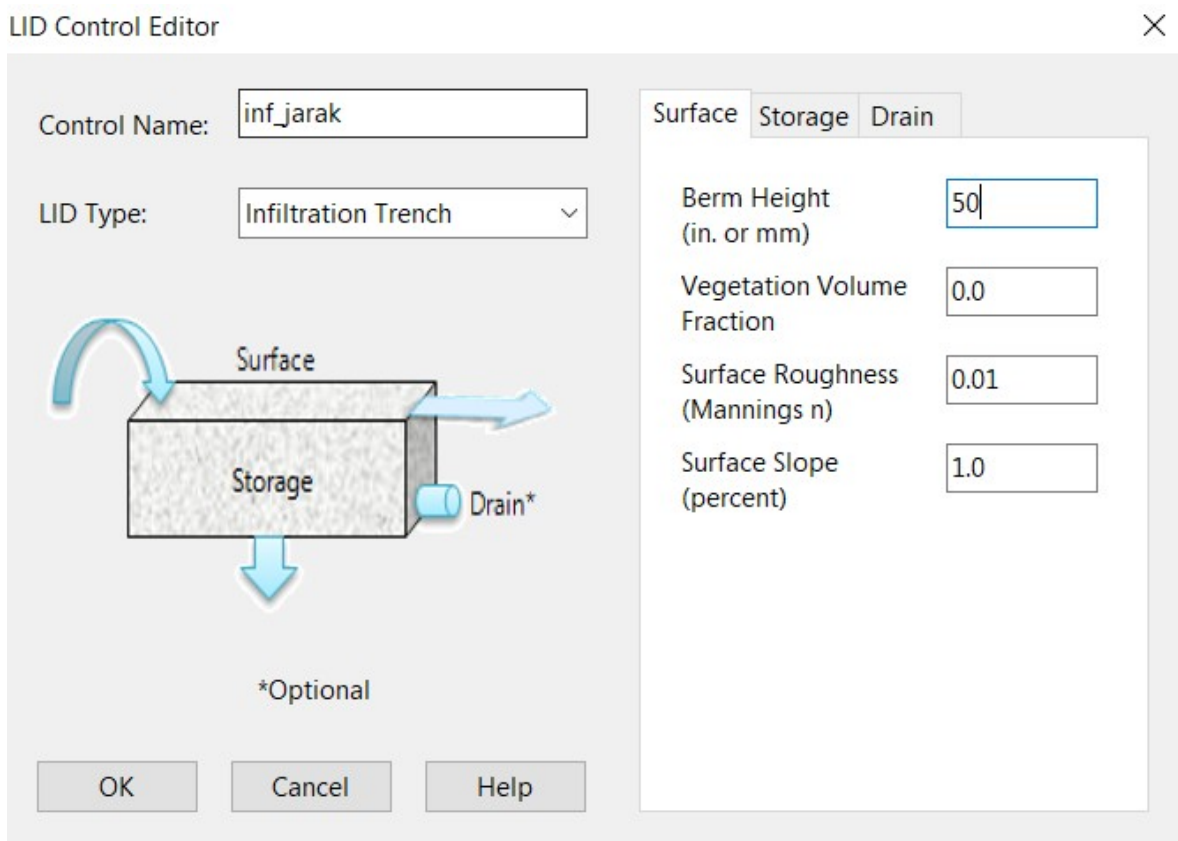 LID Control Editor
Control Name:
inf_jarak
LID Type:
Infiltration Trench
Surface
Storage
Drain*
*Optional
OK
Cancel
Help
Surface
Storage
Drain
Berm Height
(in. or mm)
50
Vegetation Volume
Fraction
0.0
Surface Roughness
(Mannings n)
0.01
Surface Slope
(percent)
1.0